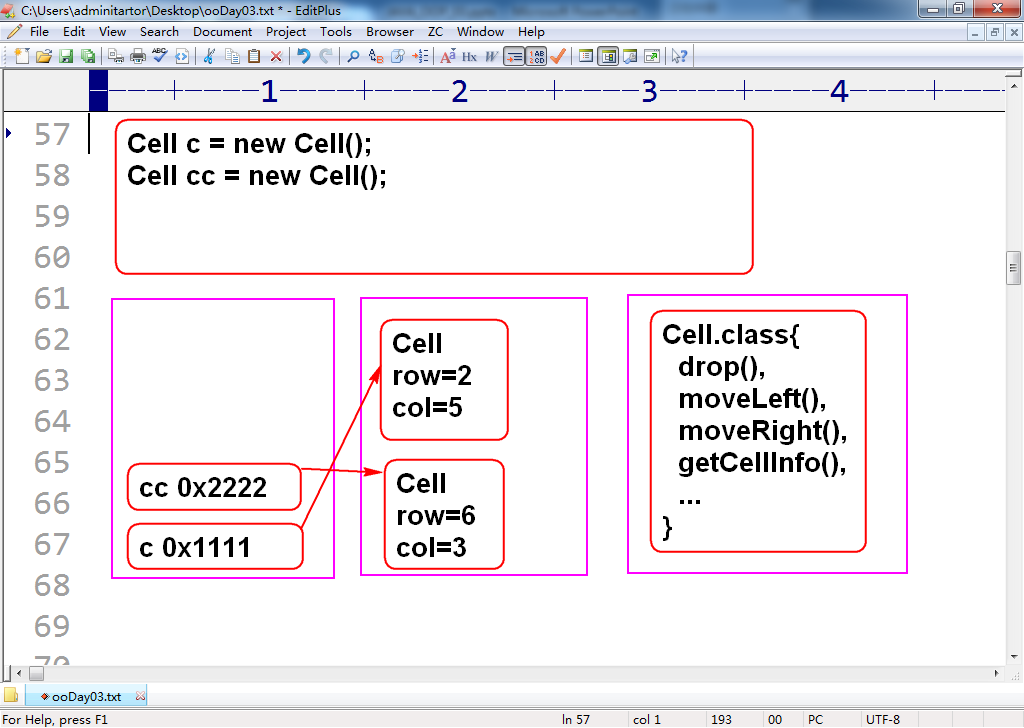 C:\Users\adminitartor\Desktop\ooDay03.txt * - EditPlus
File Edit View Search Document Project Tools Browser ZC Window Help
1 2 3 4
57
58
59
60
61
62
63
64
65
66
67
68
69
70
Cell c = new Cell();
Cell cc = new Cell();
cc 0x2222
c 0x1111
Cell
row=2
col=5
Cell
row=6
col=3
Cell.class{
drop(),
moveLeft(),
moveRight(),
getCellInfo(),
...
}
ooDay03.txt
For Help, press F1
ln 57
col 1
193
00
PC
UTF-8